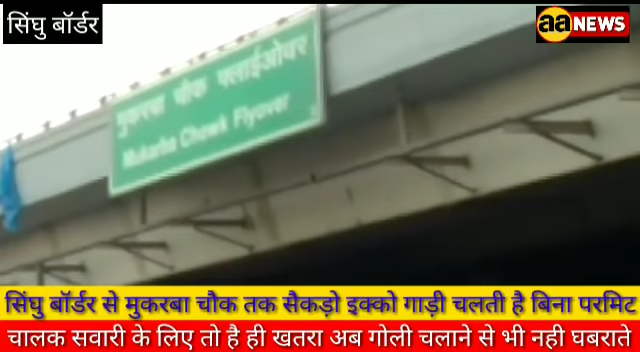 सिंघु बॉर्डर
aa NEWS
मुकरबा चौक फ्लाईओवर
Mukarba Chowk Flyover
सिंघु बॉर्डर से मुकरबा चौक तक सैकड़ो इक्को गाड़ी चलती है बिना परमिट
चालक सवारी के लिए तो है ही खतरा अब गोली चलाने से भी नही घबराते